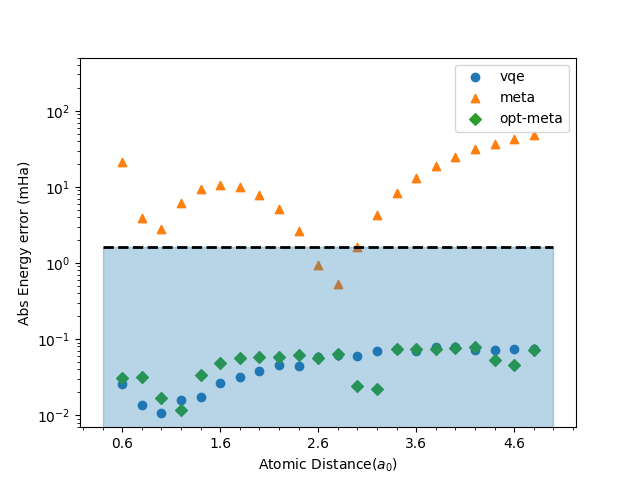 vqe
meta
opt-meta
10²
10¹
10⁰
10⁻¹
10⁻²
Abs Energy error (mHa)
0.6 1.6 2.6 3.6 4.6
Atomic Distance(a₀)